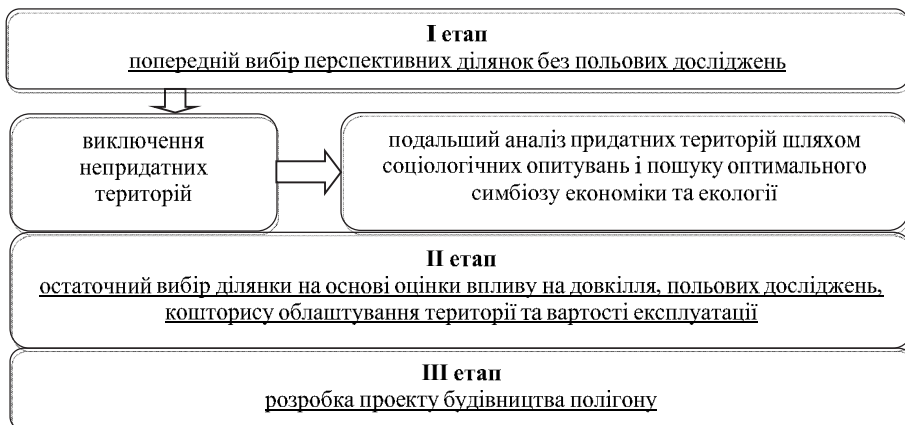 I етап
попередній вибір перспективних ділянок без польових досліджень
виключення
непридатних
територій
подальший аналіз придатних територій шляхом
соціологічних опитувань і пошуку оптимального
симбіозу економіки та екології
II етап
остаточний вибір ділянки на основі оцінки впливу на довкілля, польових досліджень,
кошторису облаштування території та вартості експлуатації
III етап
розробка проекту будівництва полігону